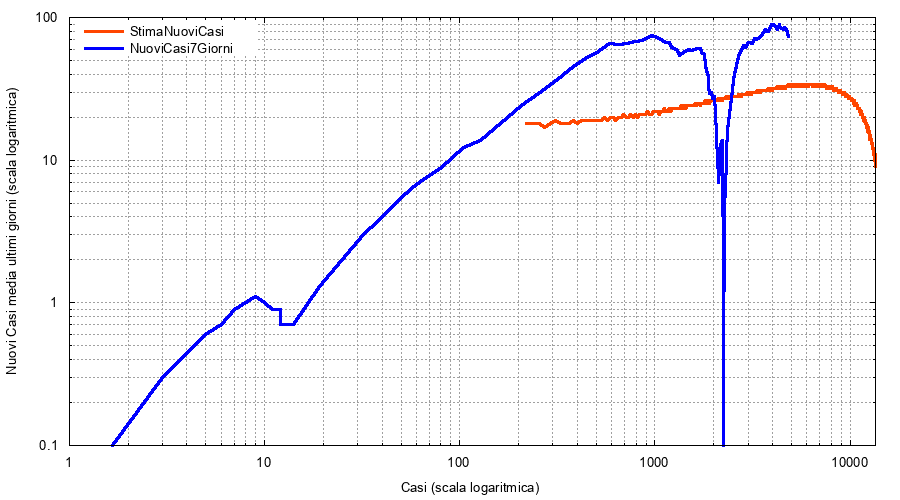 StimaNuoviCasi
NuoviCasi7Giorni
Nuovi Casi media ultimi giorni (scala logaritmica)
100
10
1
0.1
1
10
100
1000
10000
Casi (scala logaritmica)